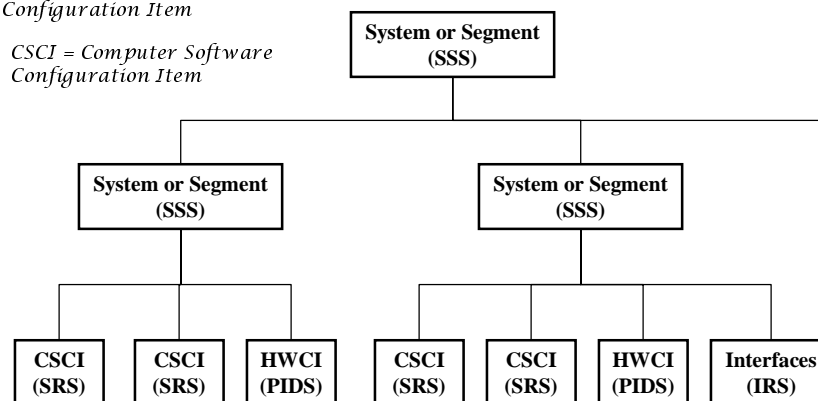 Configuration Item
CSCI = Computer Software
Configuration Item
System or Segment
(SSS)
System or Segment
(SSS)
System or Segment
(SSS)
CSCI
(SRS)
CSCI
(SRS)
HWCI
(PIDS)
CSCI
(SRS)
CSCI
(SRS)
HWCI
(PIDS)
Interfaces
(IRS)